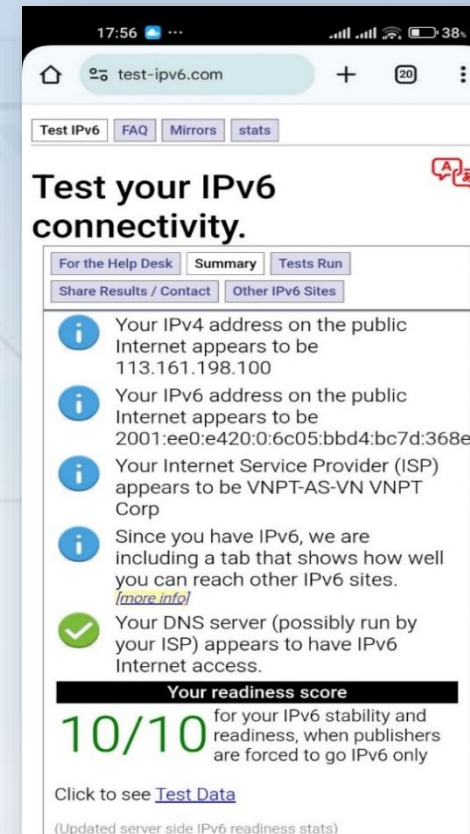 17:56 ...
38%
test-ipv6.com
20
Test IPv6 FAQ Mirrors stats
Test your IPv6
connectivity.
For the Help Desk Summary Tests Run
Share Results / Contact Other IPv6 Sites
Your IPv4 address on the public
Internet appears to be
113.161.198.100
Your IPv6 address on the public
Internet appears to be
2001:ee0:e420:0:6c05:bbd4:bc7d:368e
Your Internet Service Provider (ISP)
appears to be VNPT-AS-VN VNPT
Corp
Since you have IPv6, we are
including a tab that shows how well
you can reach other IPv6 sites.
[more info]
Your DNS server (possibly run by
your ISP) appears to have IPv6
Internet access.
Your readiness score
10/10 for your IPv6 stability and
readiness, when publishers
are forced to go IPv6 only
Click to see Test Data
(Updated server side IPv6 readiness stats)